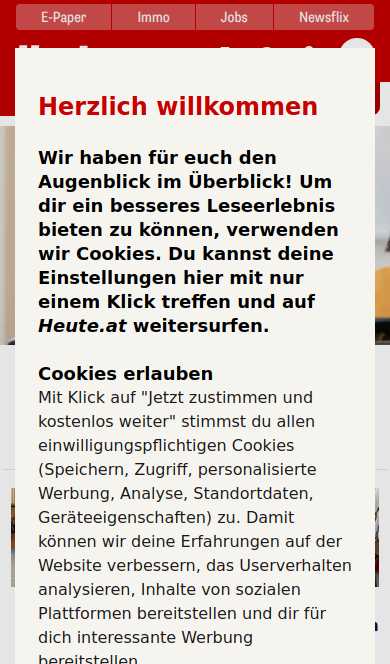 E-Paper
Immo
Jobs
Newsflix
Herzlich willkommen
Wir haben für euch den
Augenblick im Überblick! Um
dir ein besseres Leseerlebnis
bieten zu können, verwenden
wir Cookies. Du kannst deine
Einstellungen hier mit nur
einem Klick treffen und auf
Heute.at weitersurfen.
Cookies erlauben
Mit Klick auf "Jetzt zustimmen und
kostenlos weiter" stimmst du allen
einwilligungspflichtigen Cookies
(Speichern, Zugriff, personalisierte
Werbung, Analyse, Standortdaten,
Geräteeigenschaften) zu. Damit
können wir deine Erfahrungen auf der
Website verbessern, das Userverhalten
analysieren, Inhalte von sozialen
Plattformen bereitstellen und dir für
dich interessante Werbung
bereitstellen